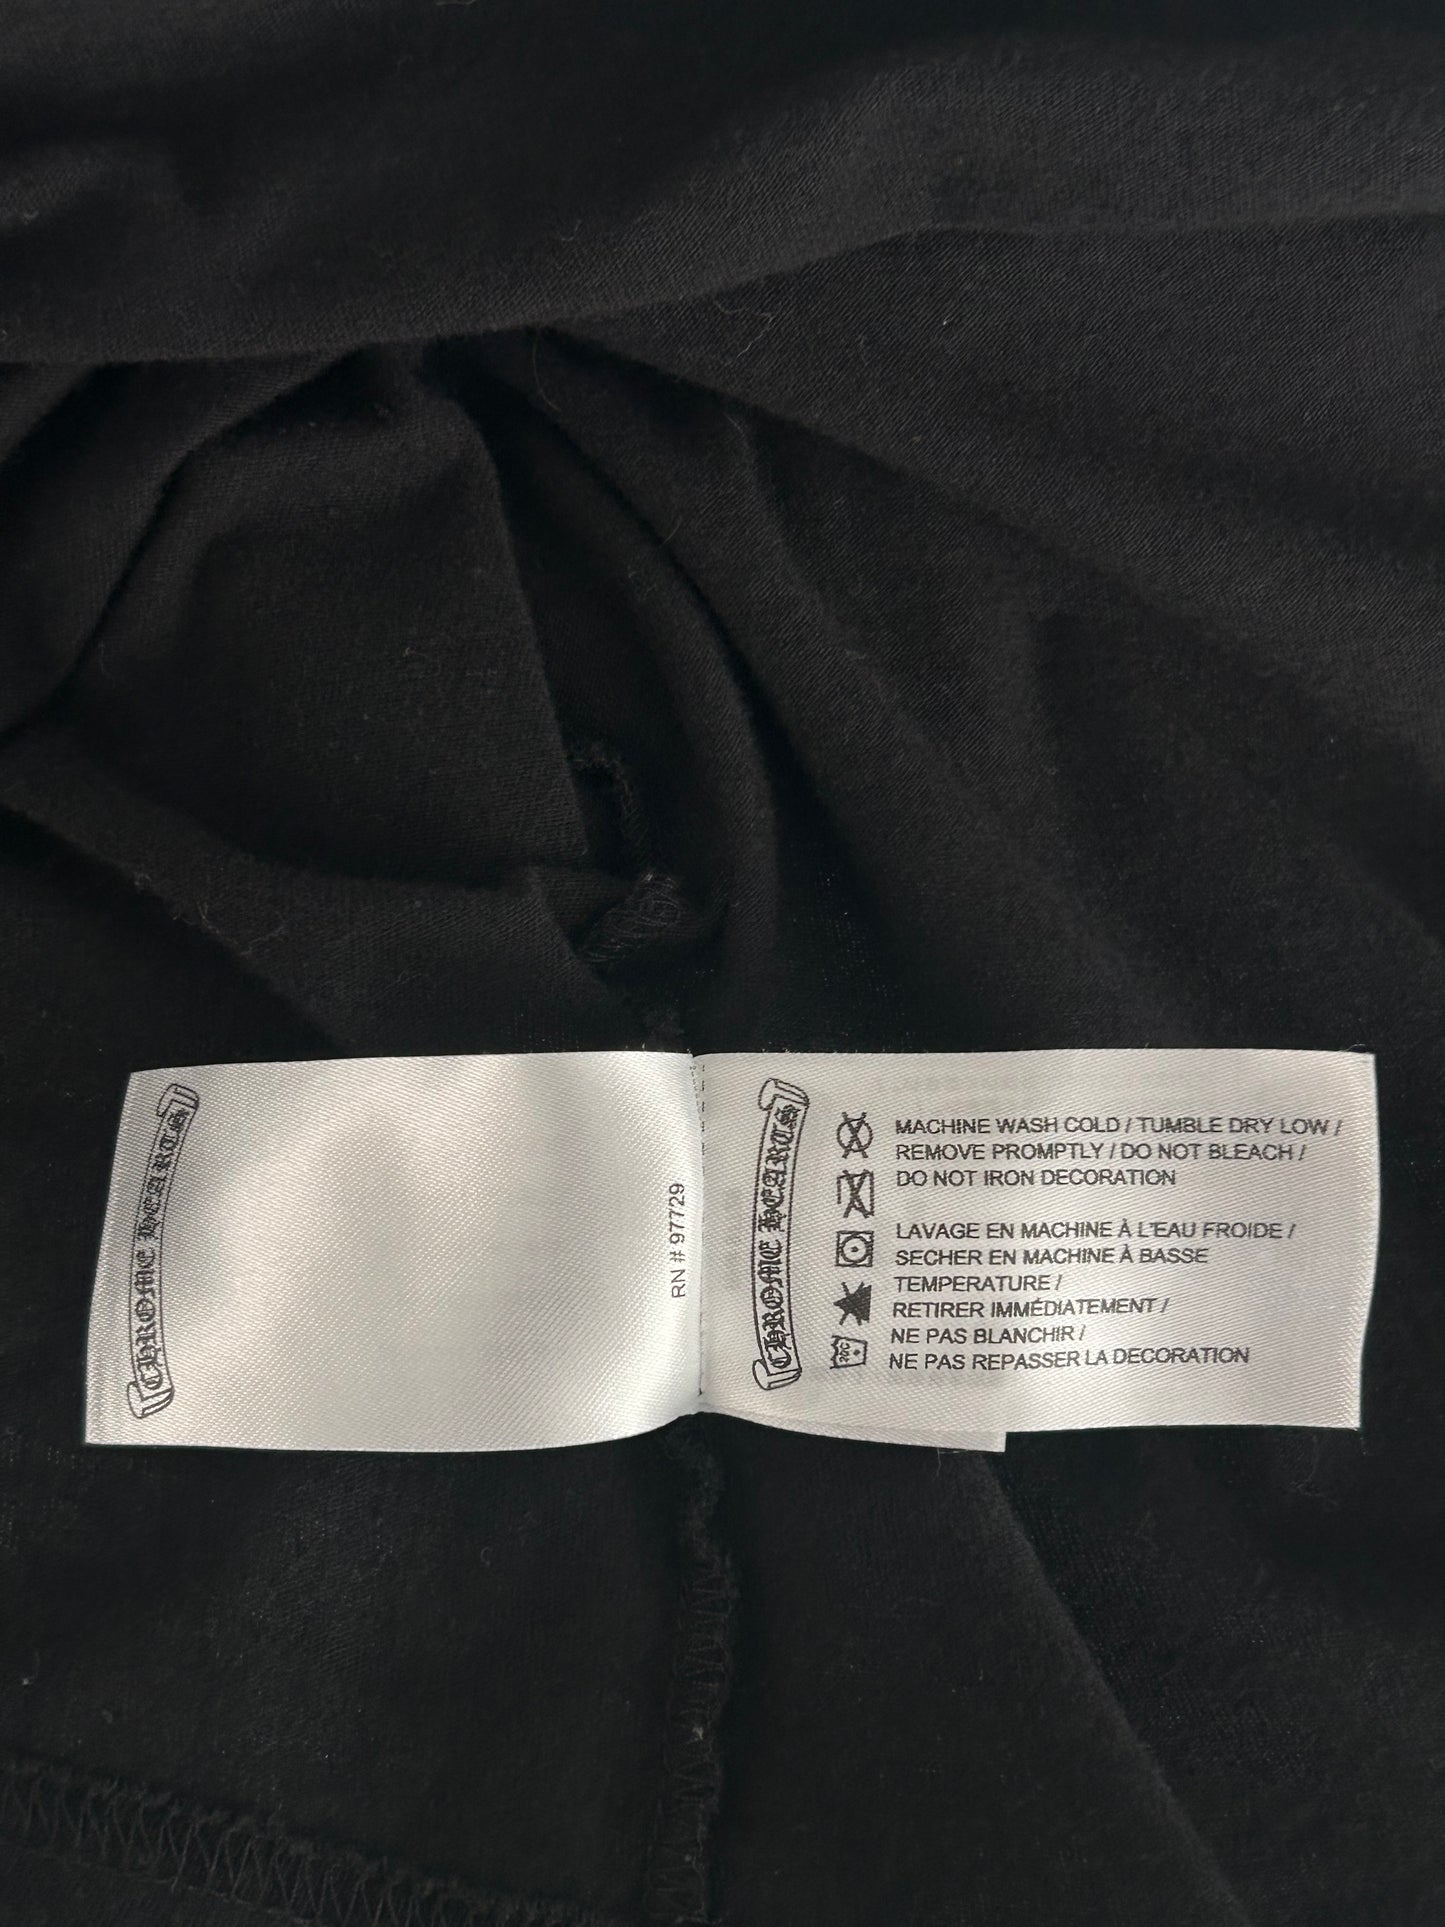 CHROME HEARTS
RN # 97729
CHROME HEARTS
MACHINE WASH COLD / TUMBLE DRY LOW /
REMOVE PROMPTLY / DO NOT BLEACH /
DO NOT IRON DECORATION
LAVAGE EN MACHINE À L'EAU FROIDE /
SECHER EN MACHINE À BASSE
TEMPERATURE /
RETIRER IMMÉDIATEMENT /
NE PAS BLANCHIR /
NE PAS REPASSER LA DECORATION